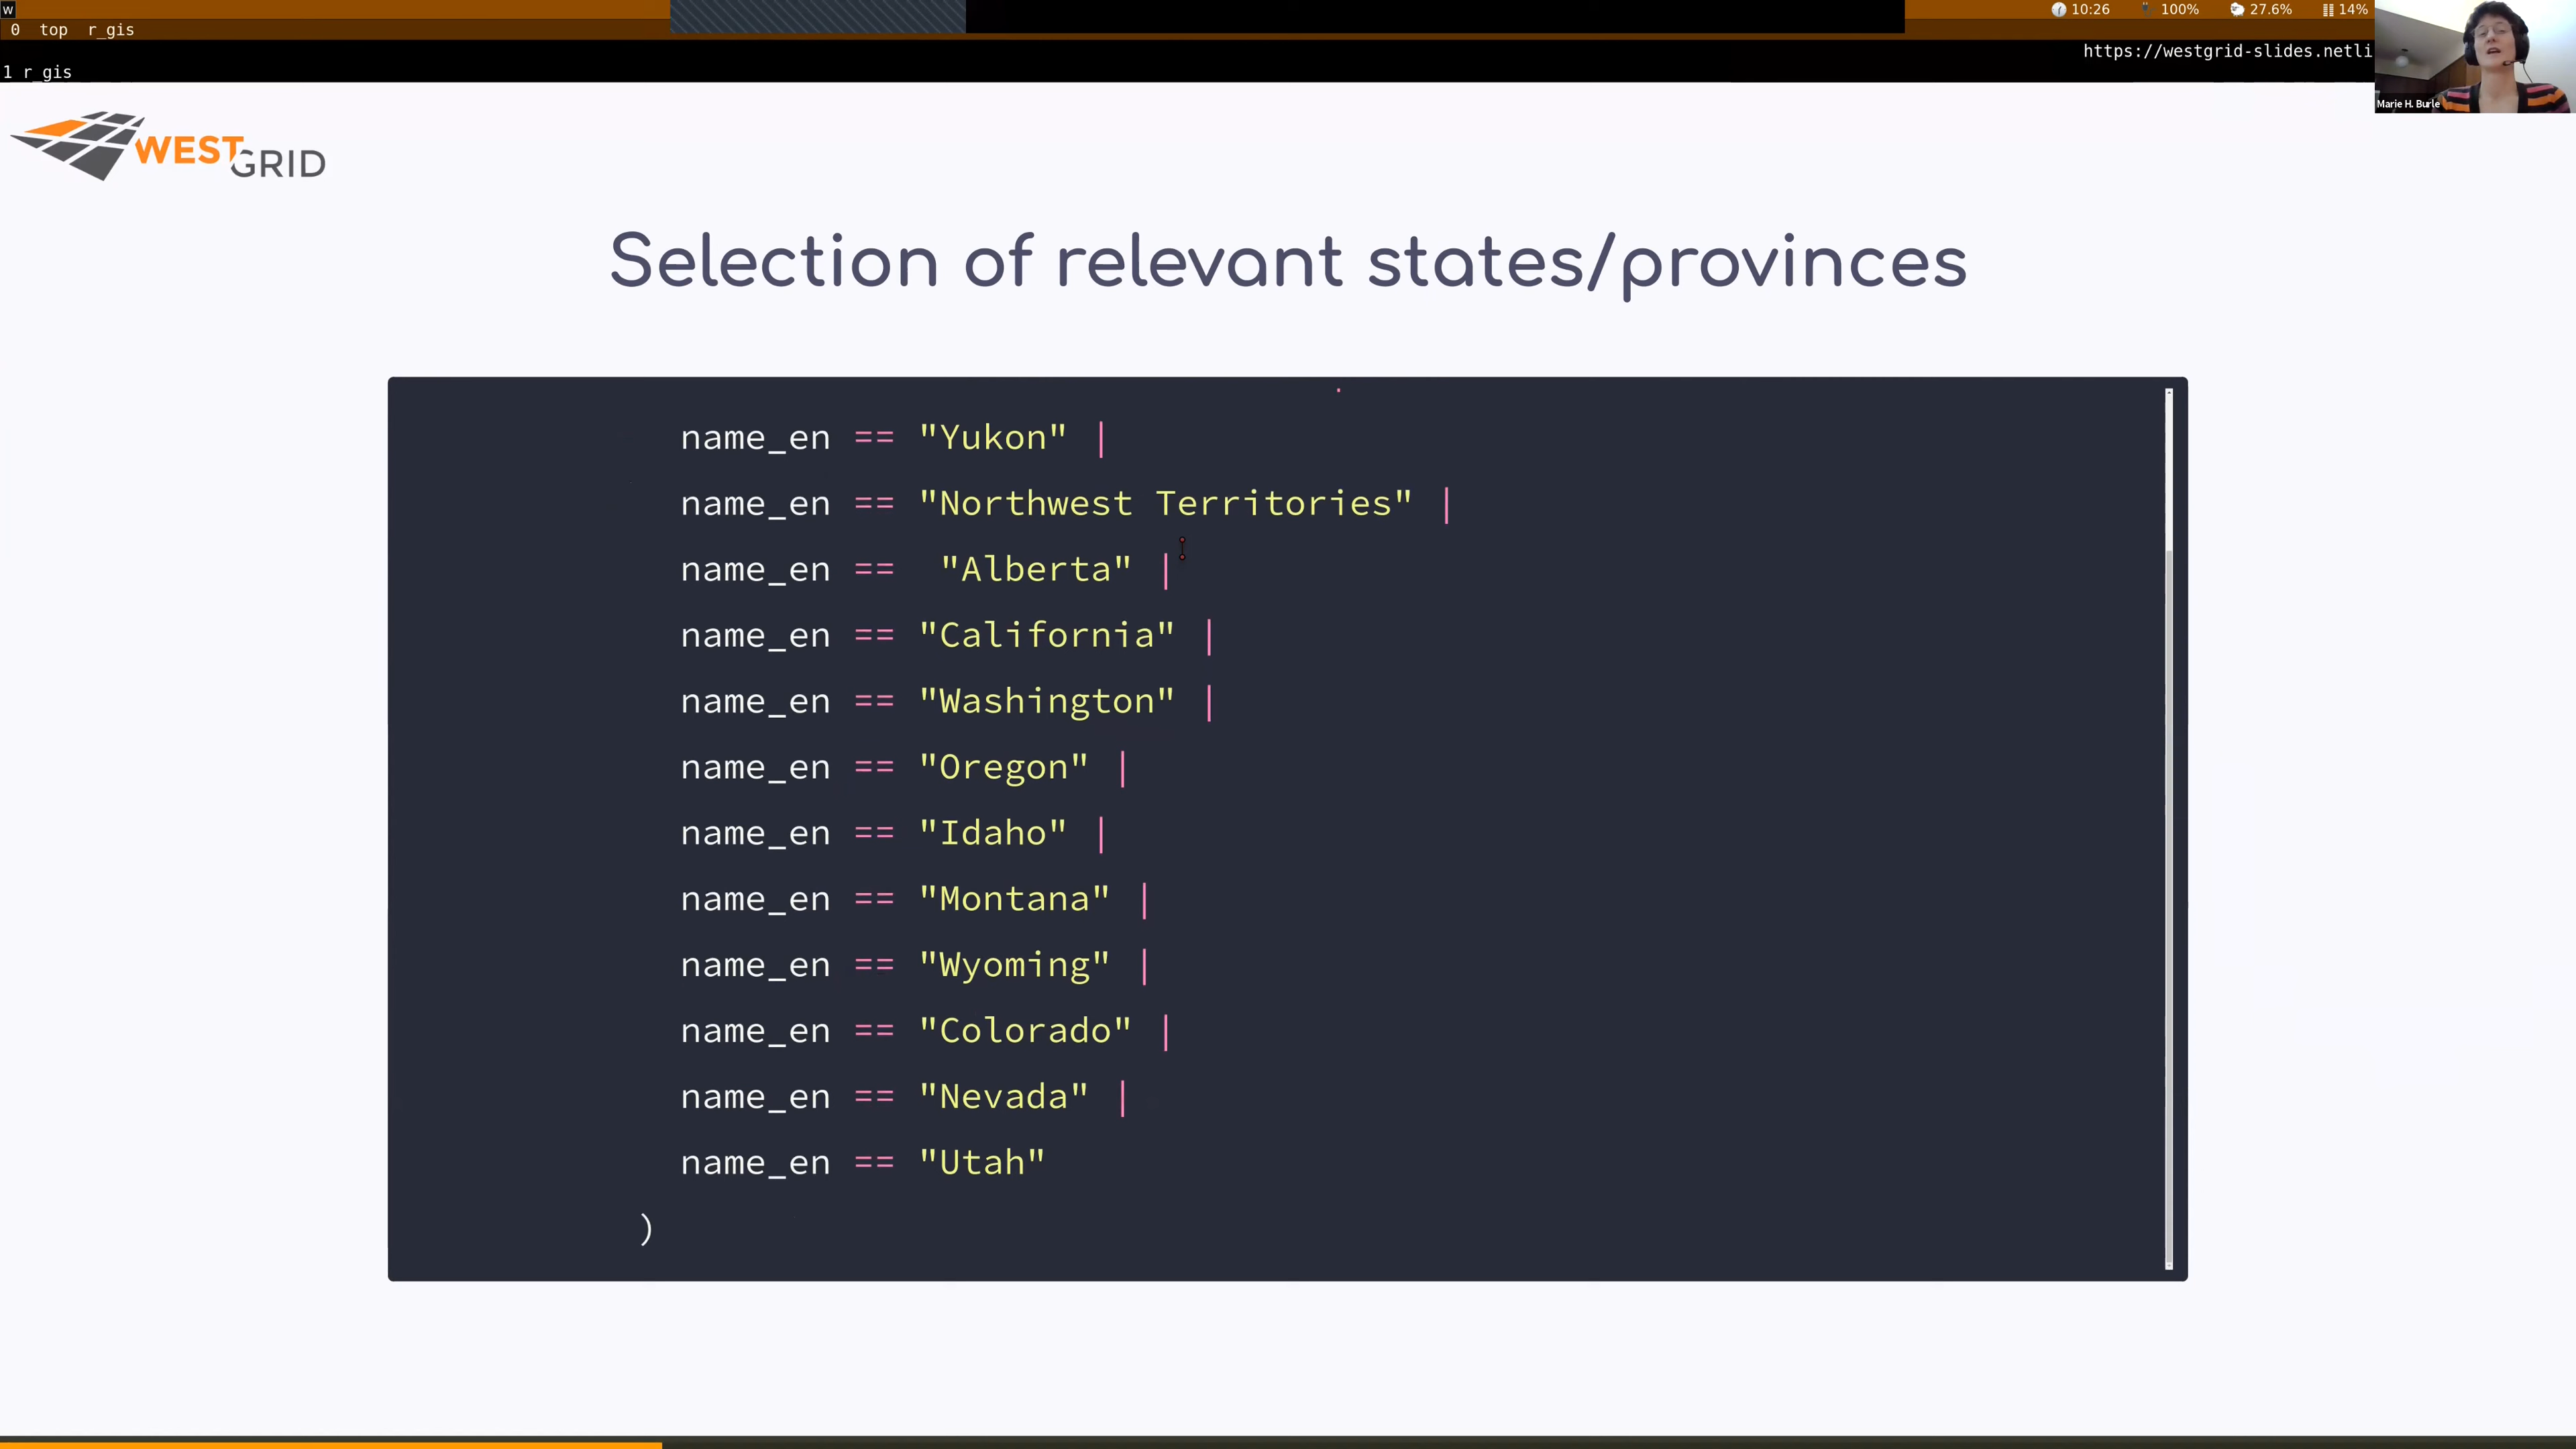 w
10:26 100% 27.6% 14%
0 top r_gis
https://westgrid-slides.netli
1 r_gis
Marie H. Burle
WESTGRID
Selection of relevant states/provinces
name_en == "Yukon" |
name_en == "Northwest Territories" |
name_en ==  "Alberta" |
name_en == "California" |
name_en == "Washington" |
name_en == "Oregon" |
name_en == "Idaho" |
name_en == "Montana" |
name_en == "Wyoming" |
name_en == "Colorado" |
name_en == "Nevada" |
name_en == "Utah"
)